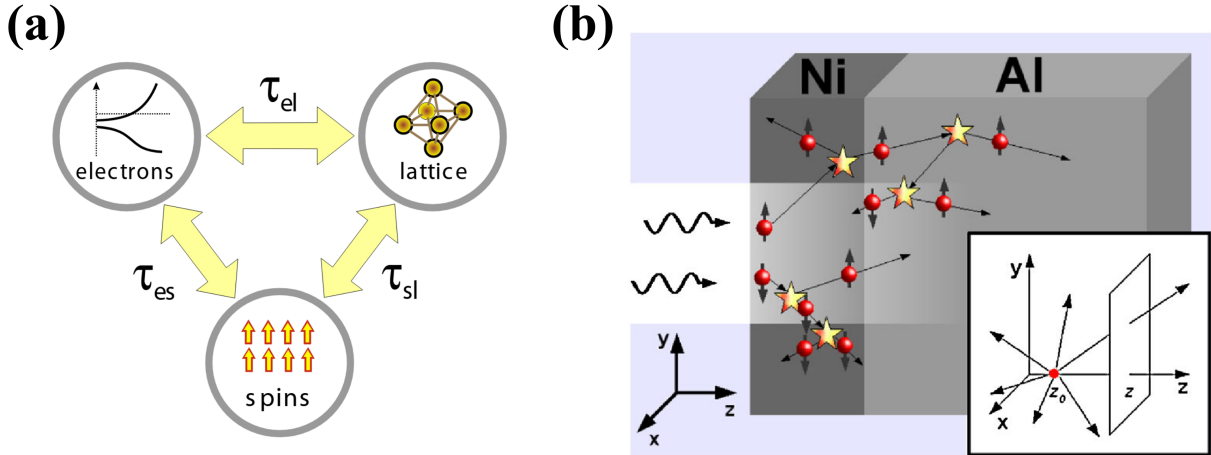 (a)
τel
electrons
lattice
τes
τsl
spins
(b)
Ni
Al
y
z
x
y
z₀
z
z
x